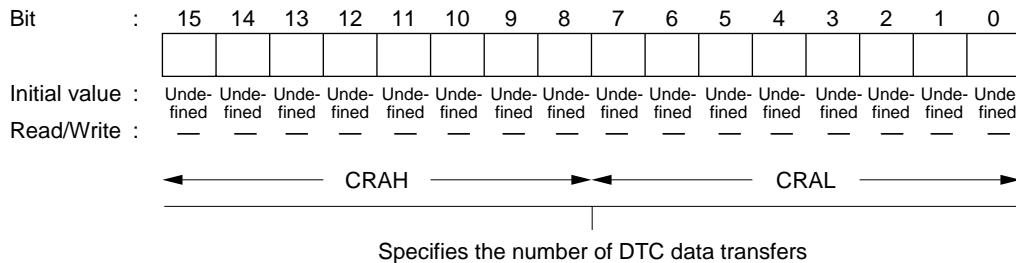 Bit : 15 14 13 12 11 10 9 8 7 6 5 4 3 2 1 0
Initial value : Unde- Unde- Unde- Unde- Unde- Unde- Unde- Unde- Unde- Unde- Unde- Unde- Unde- Unde- Unde- Unde-
fined fined fined fined fined fined fined fined fined fined fined fined fined fined fined fined
Read/Write : — — — — — — — — — — — — — — — —
CRAH CRAL
Specifies the number of DTC data transfers